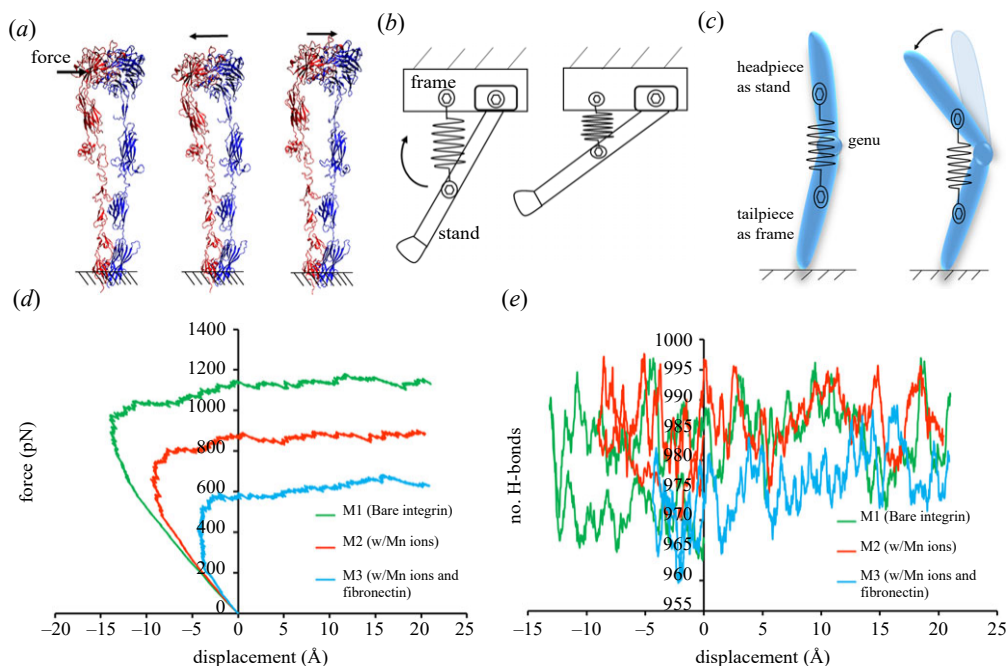 (a)
force
(b)
frame
stand
(c)
headpiece
as stand
genu
tailpiece
as frame
(d)
1400
1200
1000
800
600
400
200
0
force (pN)
M1 (Bare integrin)
M2 (w/Mn ions)
M3 (w/Mn ions and
fibronectin)
–20 –15 –10 –5 0 5 10 15 20 25
displacement (Å)
(e)
1000
995
990
985
980
975
970
965
960
955
no. H-bonds
M1 (Bare integrin)
M2 (w/Mn ions)
M3 (w/Mn ions and
fibronectin)
–15 –10 –5 0 5 10 15 20 25
displacement (Å)